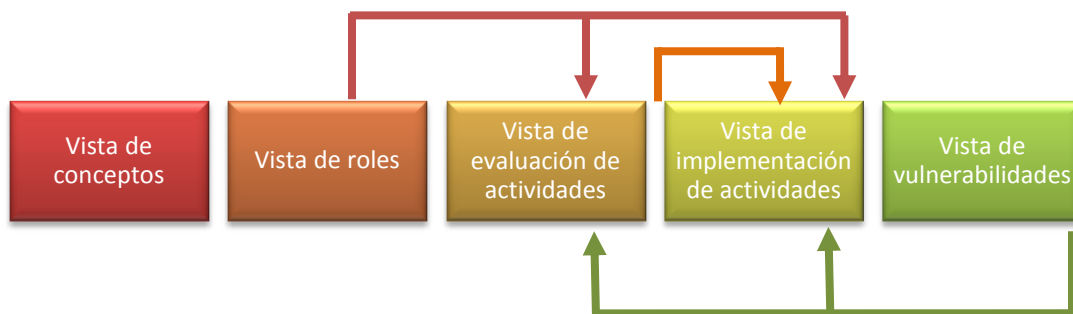 Vista de
conceptos
Vista de roles
Vista de
evaluación de
actividades
Vista de
implementación
de actividades
Vista de
vulnerabilidades